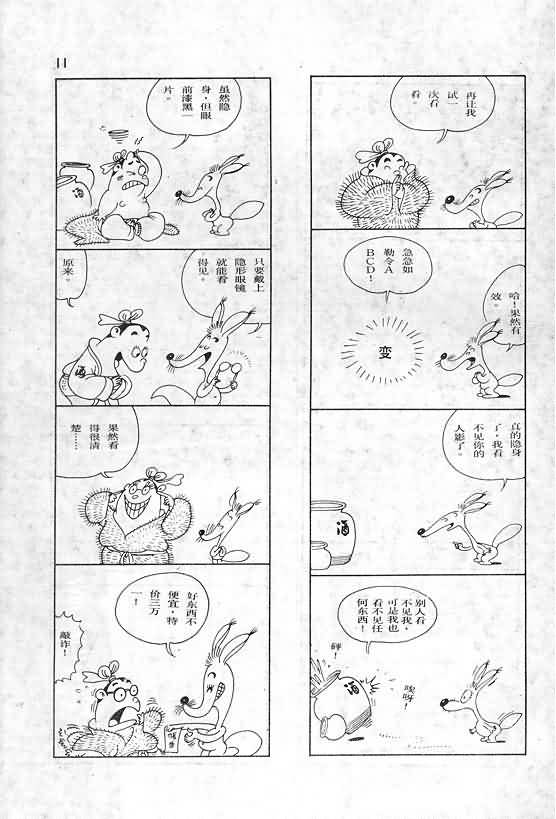 11
再让我
试一
次看
看。
急急如
勒令A
BCD!
变
哈!果然有
效。
真的隐身
了,我看
不见你的
人影了。
酒
别人看
不见我,
可是我也
看不见任
何东西!
砰!
唉呀!
酒
虽然隐
身,但眼
前漆黑一
片。
只要戴上
隐形眼镜
就能看
得见。
原来。
酒
果然看
得很清
楚……
好东西不
便宜,特
价三万
!
敲诈!